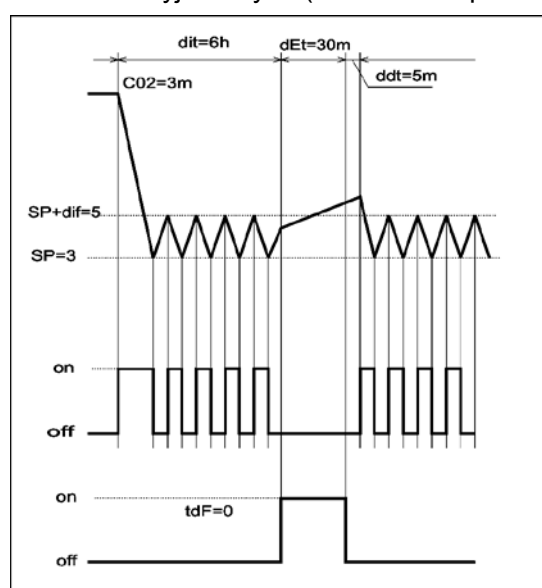 dit=6h dEt=30m
C02=3m ddt=5m
SP+dif=5
SP=3
on
off
on
tdF=0
off